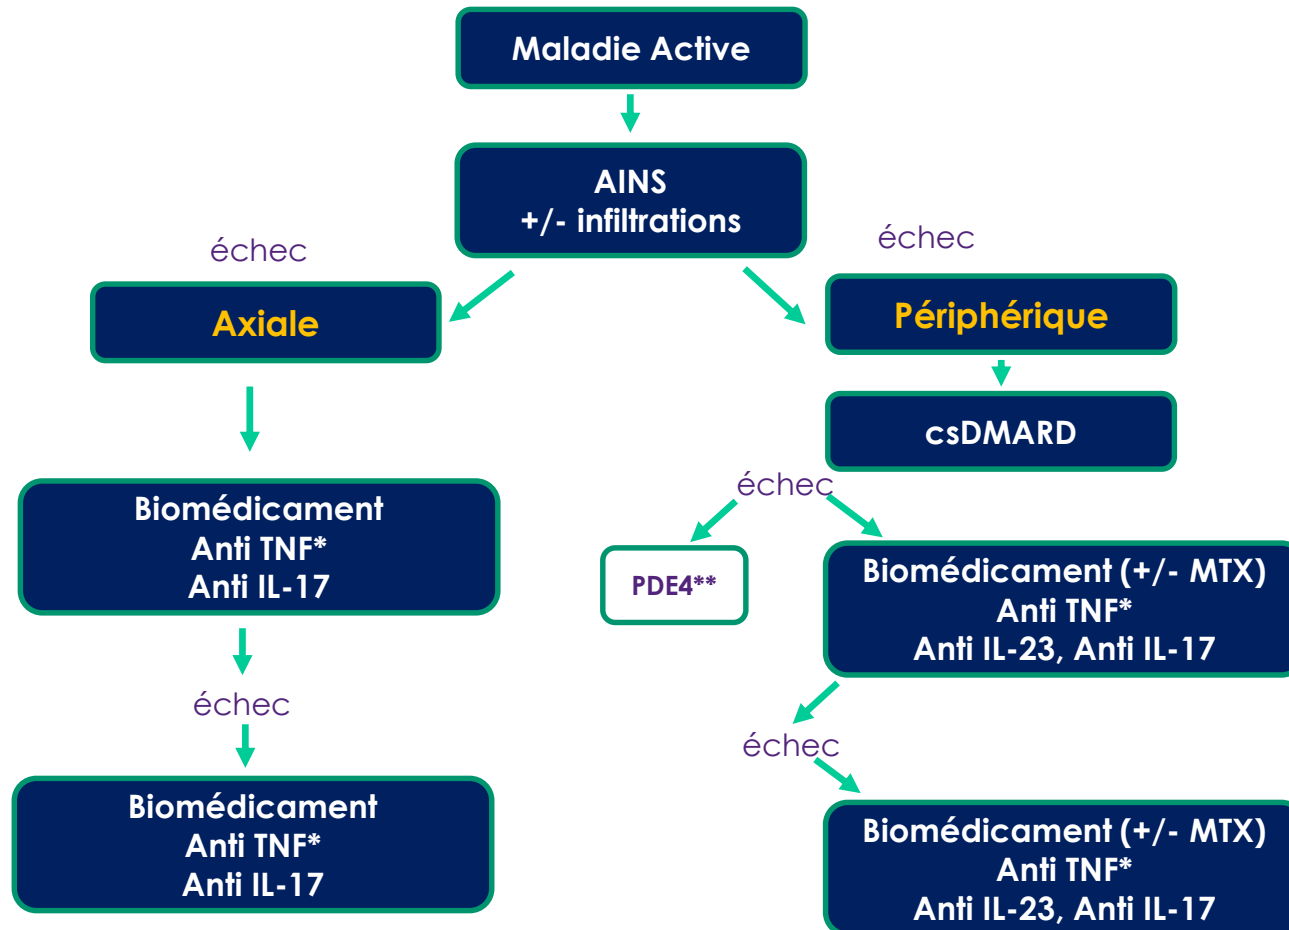 Maladie Active
AINS
+/- infiltrations
échec
échec
Axiale
Périphérique
csDMARD
échec
Biomédicament
Anti TNF*
Anti IL-17
PDE4**
Biomédicament (+/- MTX)
Anti TNF*
Anti IL-23, Anti IL-17
échec
échec
Biomédicament
Anti TNF*
Anti IL-17
Biomédicament (+/- MTX)
Anti TNF*
Anti IL-23, Anti IL-17